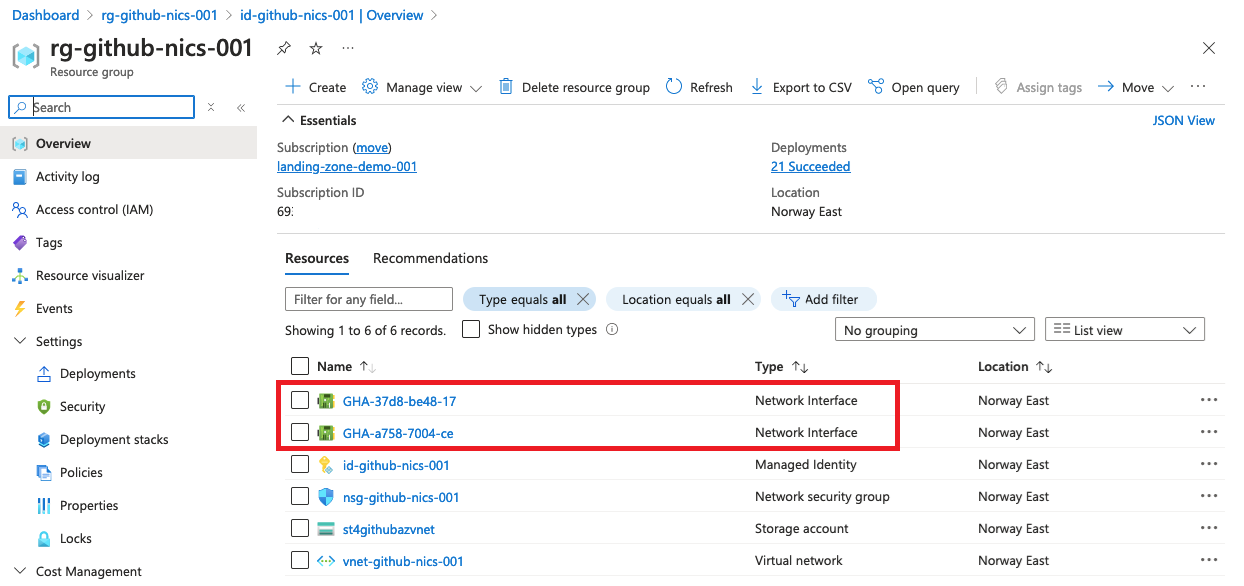 Dashboard > rg-github-nics-001 > id-github-nics-001 | Overview >
rg-github-nics-001
Resource group
Search
Overview
Activity log
Access control (IAM)
Tags
Resource visualizer
Events
Settings
Deployments
Security
Deployment stacks
Policies
Properties
Locks
Cost Management
Create Manage view Delete resource group Refresh Export to CSV Open query Assign tags Move
Essentials JSON View
Subscription (move)
landing-zone-demo-001
Subscription ID
69
Deployments
21 Succeeded
Location
Norway East
Resources Recommendations
Filter for any field... Type equals all Location equals all Add filter
Showing 1 to 6 of 6 records. Show hidden types No grouping List view
Name Type Location
GHA-37d8-be48-17 Network Interface Norway East
GHA-a758-7004-ce Network Interface Norway East
id-github-nics-001 Managed Identity Norway East
nsg-github-nics-001 Network security group Norway East
st4githubazvnet Storage account Norway East
vnet-github-nics-001 Virtual network Norway East